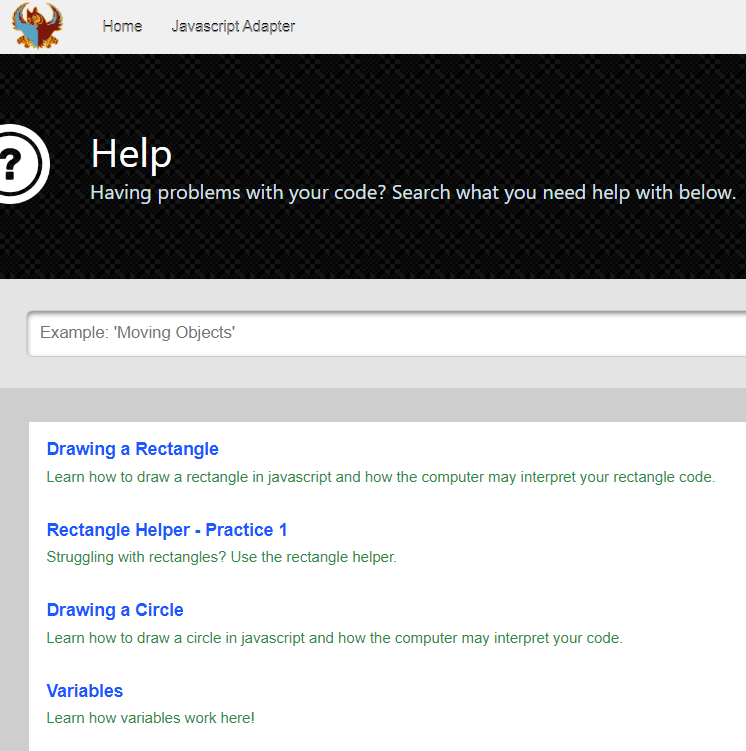 Home Javascript Adapter
?
Help
Having problems with your code? Search what you need help with below.
Example: 'Moving Objects'
Drawing a Rectangle
Learn how to draw a rectangle in javascript and how the computer may interpret your rectangle code.
Rectangle Helper - Practice 1
Struggling with rectangles? Use the rectangle helper.
Drawing a Circle
Learn how to draw a circle in javascript and how the computer may interpret your code.
Variables
Learn how variables work here!